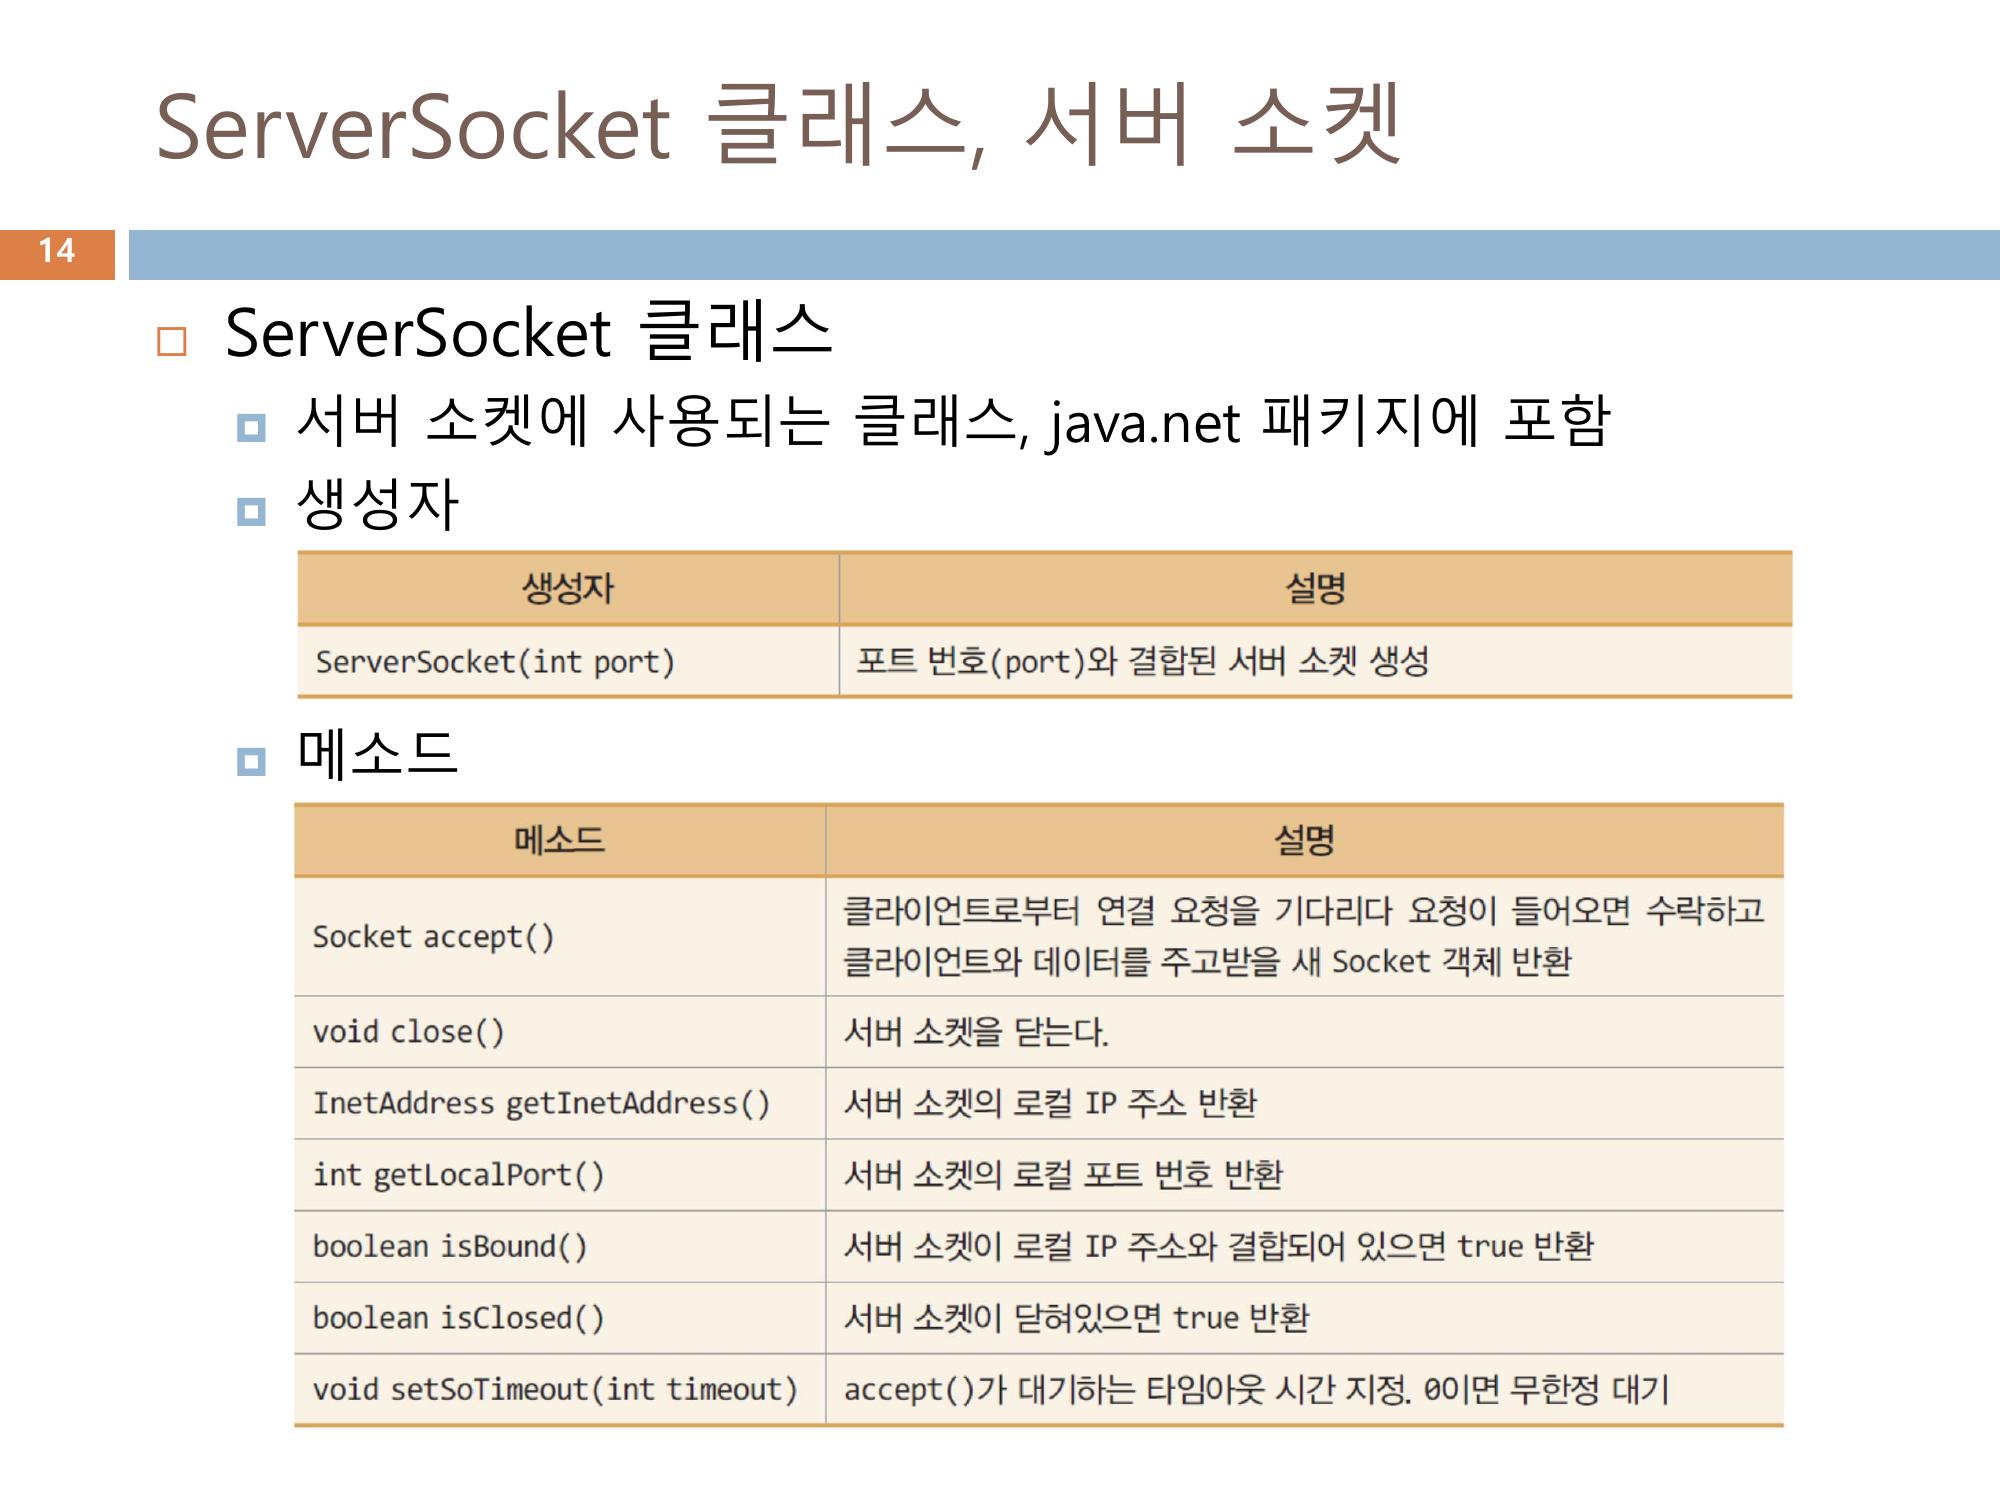 ServerSocket 클래스, 서버 소켓
14
ServerSocket 클래스
서버 소켓에 사용되는 클래스, java.net 패키지에 포함
생성자
생성자 설명
ServerSocket(int port) 포트 번호(port)와 결합된 서버 소켓 생성
메소드
메소드 설명
Socket accept() 클라이언트로부터 연결 요청을 기다리다 요청이 들어오면 수락하고
클라이언트와 데이터를 주고받을 새 Socket 객체 반환
void close() 서버 소켓을 닫는다.
InetAddress getInetAddress() 서버 소켓의 로컬 IP 주소 반환
int getLocalPort() 서버 소켓의 로컬 포트 번호 반환
boolean isBound() 서버 소켓이 로컬 IP 주소와 결합되어 있으면 true 반환
boolean isClosed() 서버 소켓이 닫혀있으면 true 반환
void setSoTimeout(int timeout) accept()가 대기하는 타임아웃 시간 지정. 0이면 무한정 대기